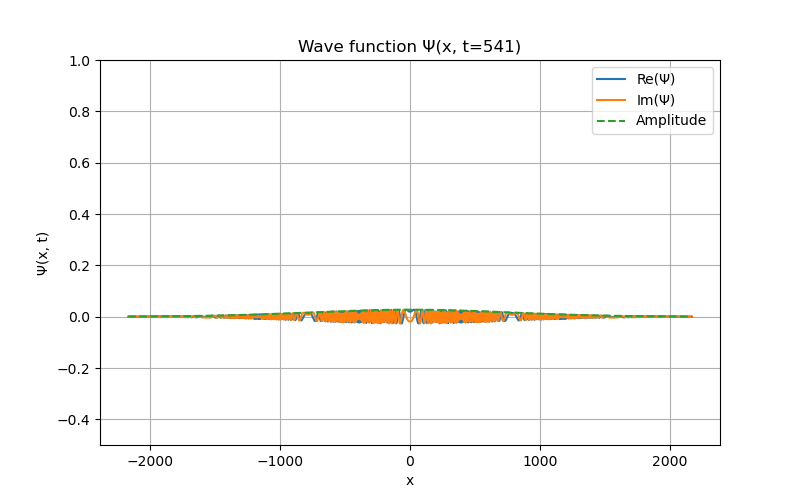 Wave function Ψ(x, t=541)
Re(Ψ)
Im(Ψ)
Amplitude
Ψ(x, t)
1.0
0.8
0.6
0.4
0.2
0.0
−0.2
−0.4
−2000
−1000
0
1000
2000
x